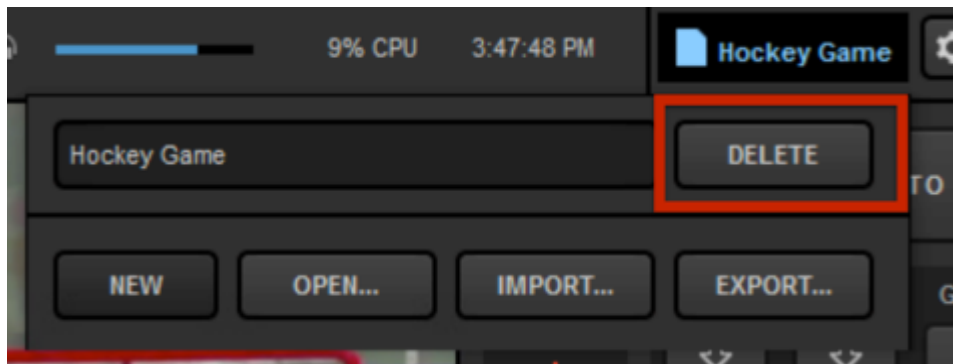 9% CPU 3:47:48 PM Hockey Game
Hockey Game DELETE
TO
NEW OPEN... IMPORT... EXPORT...
G